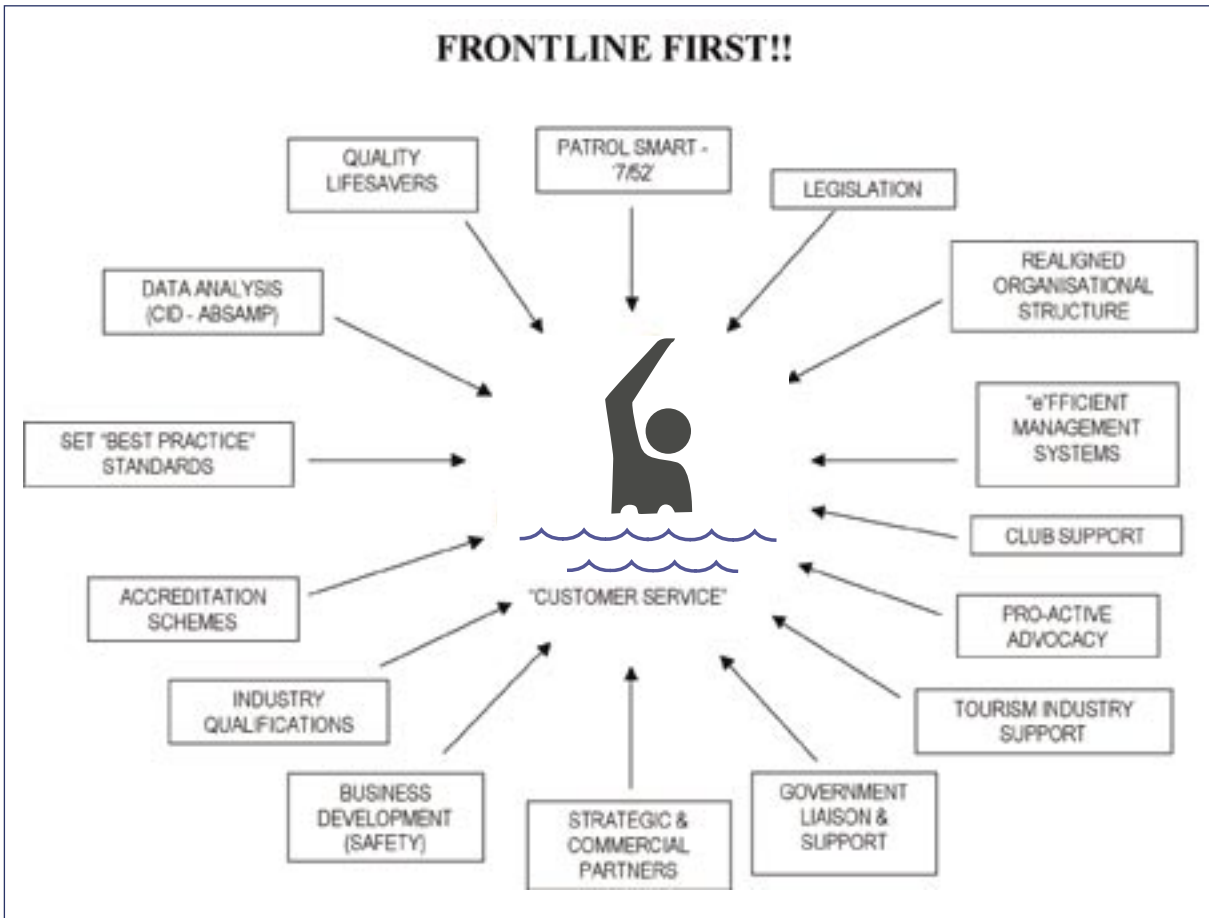 FRONTLINE FIRST!!
PATROL SMART -
'7/52'
QUALITY
LIFESAVERS
LEGISLATION
REALIGNED
ORGANISATIONAL
STRUCTURE
DATA ANALYSIS
(CID - ABSAMP)
"e"FFICIENT
MANAGEMENT
SYSTEMS
SET "BEST PRACTICE"
STANDARDS
CLUB SUPPORT
ACCREDITATION
SCHEMES
"CUSTOMER SERVICE"
PRO-ACTIVE
ADVOCACY
INDUSTRY
QUALIFICATIONS
TOURISM INDUSTRY
SUPPORT
BUSINESS
DEVELOPMENT
(SAFETY)
STRATEGIC &
COMMERCIAL
PARTNERS
GOVERNMENT
LIAISON &
SUPPORT